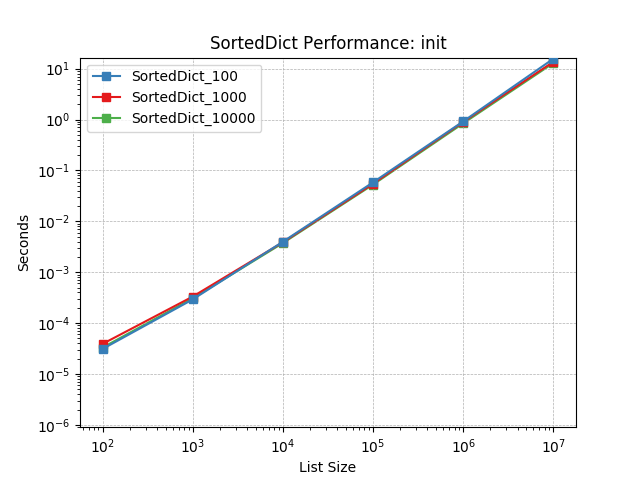 SortedDict Performance: init
SortedDict_100
SortedDict_1000
SortedDict_10000
Seconds
10¹
10⁰
10⁻¹
10⁻²
10⁻³
10⁻⁴
10⁻⁵
10⁻⁶
10² 10³ 10⁴ 10⁵ 10⁶ 10⁷
List Size